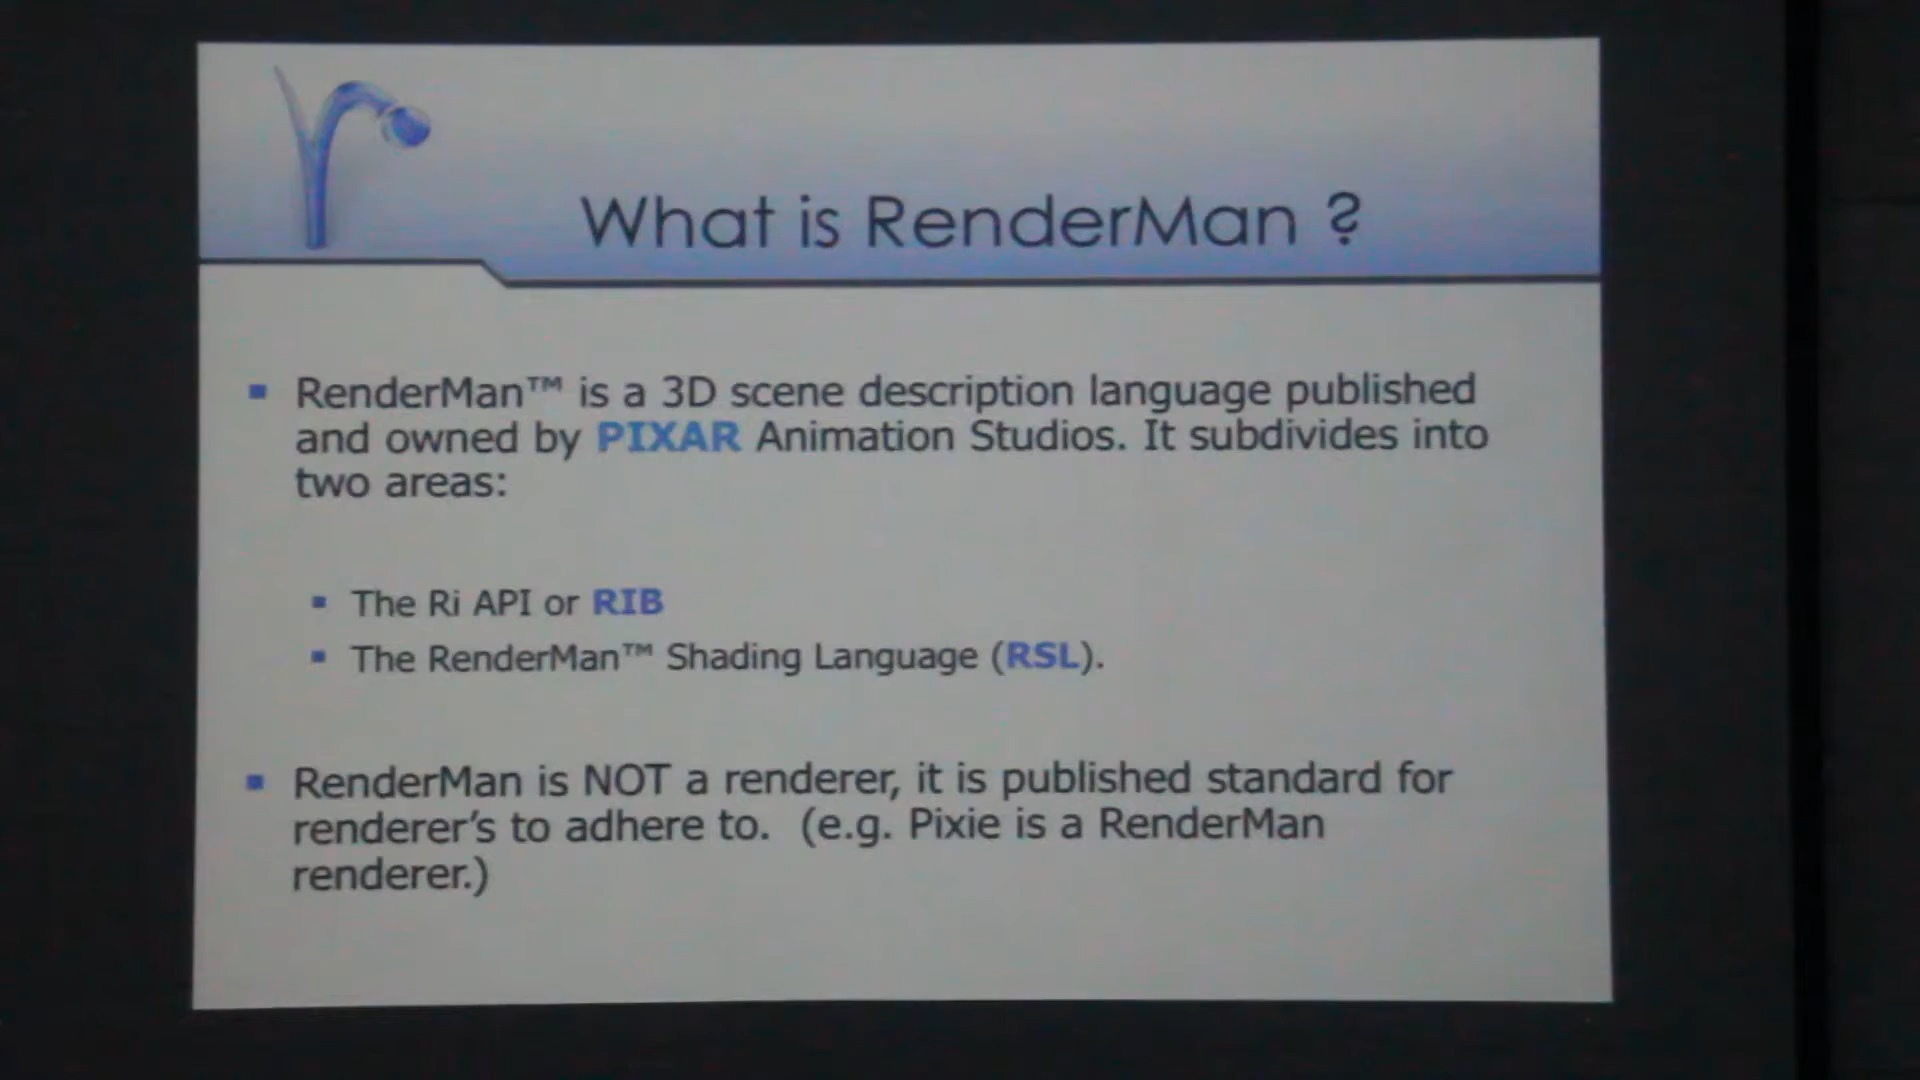 What is RenderMan ?
RenderMan™ is a 3D scene description language published
and owned by PIXAR Animation Studios. It subdivides into
two areas:
The Ri API or RIB
The RenderMan™ Shading Language (RSL).
RenderMan is NOT a renderer, it is published standard for
renderer's to adhere to.  (e.g. Pixie is a RenderMan
renderer.)